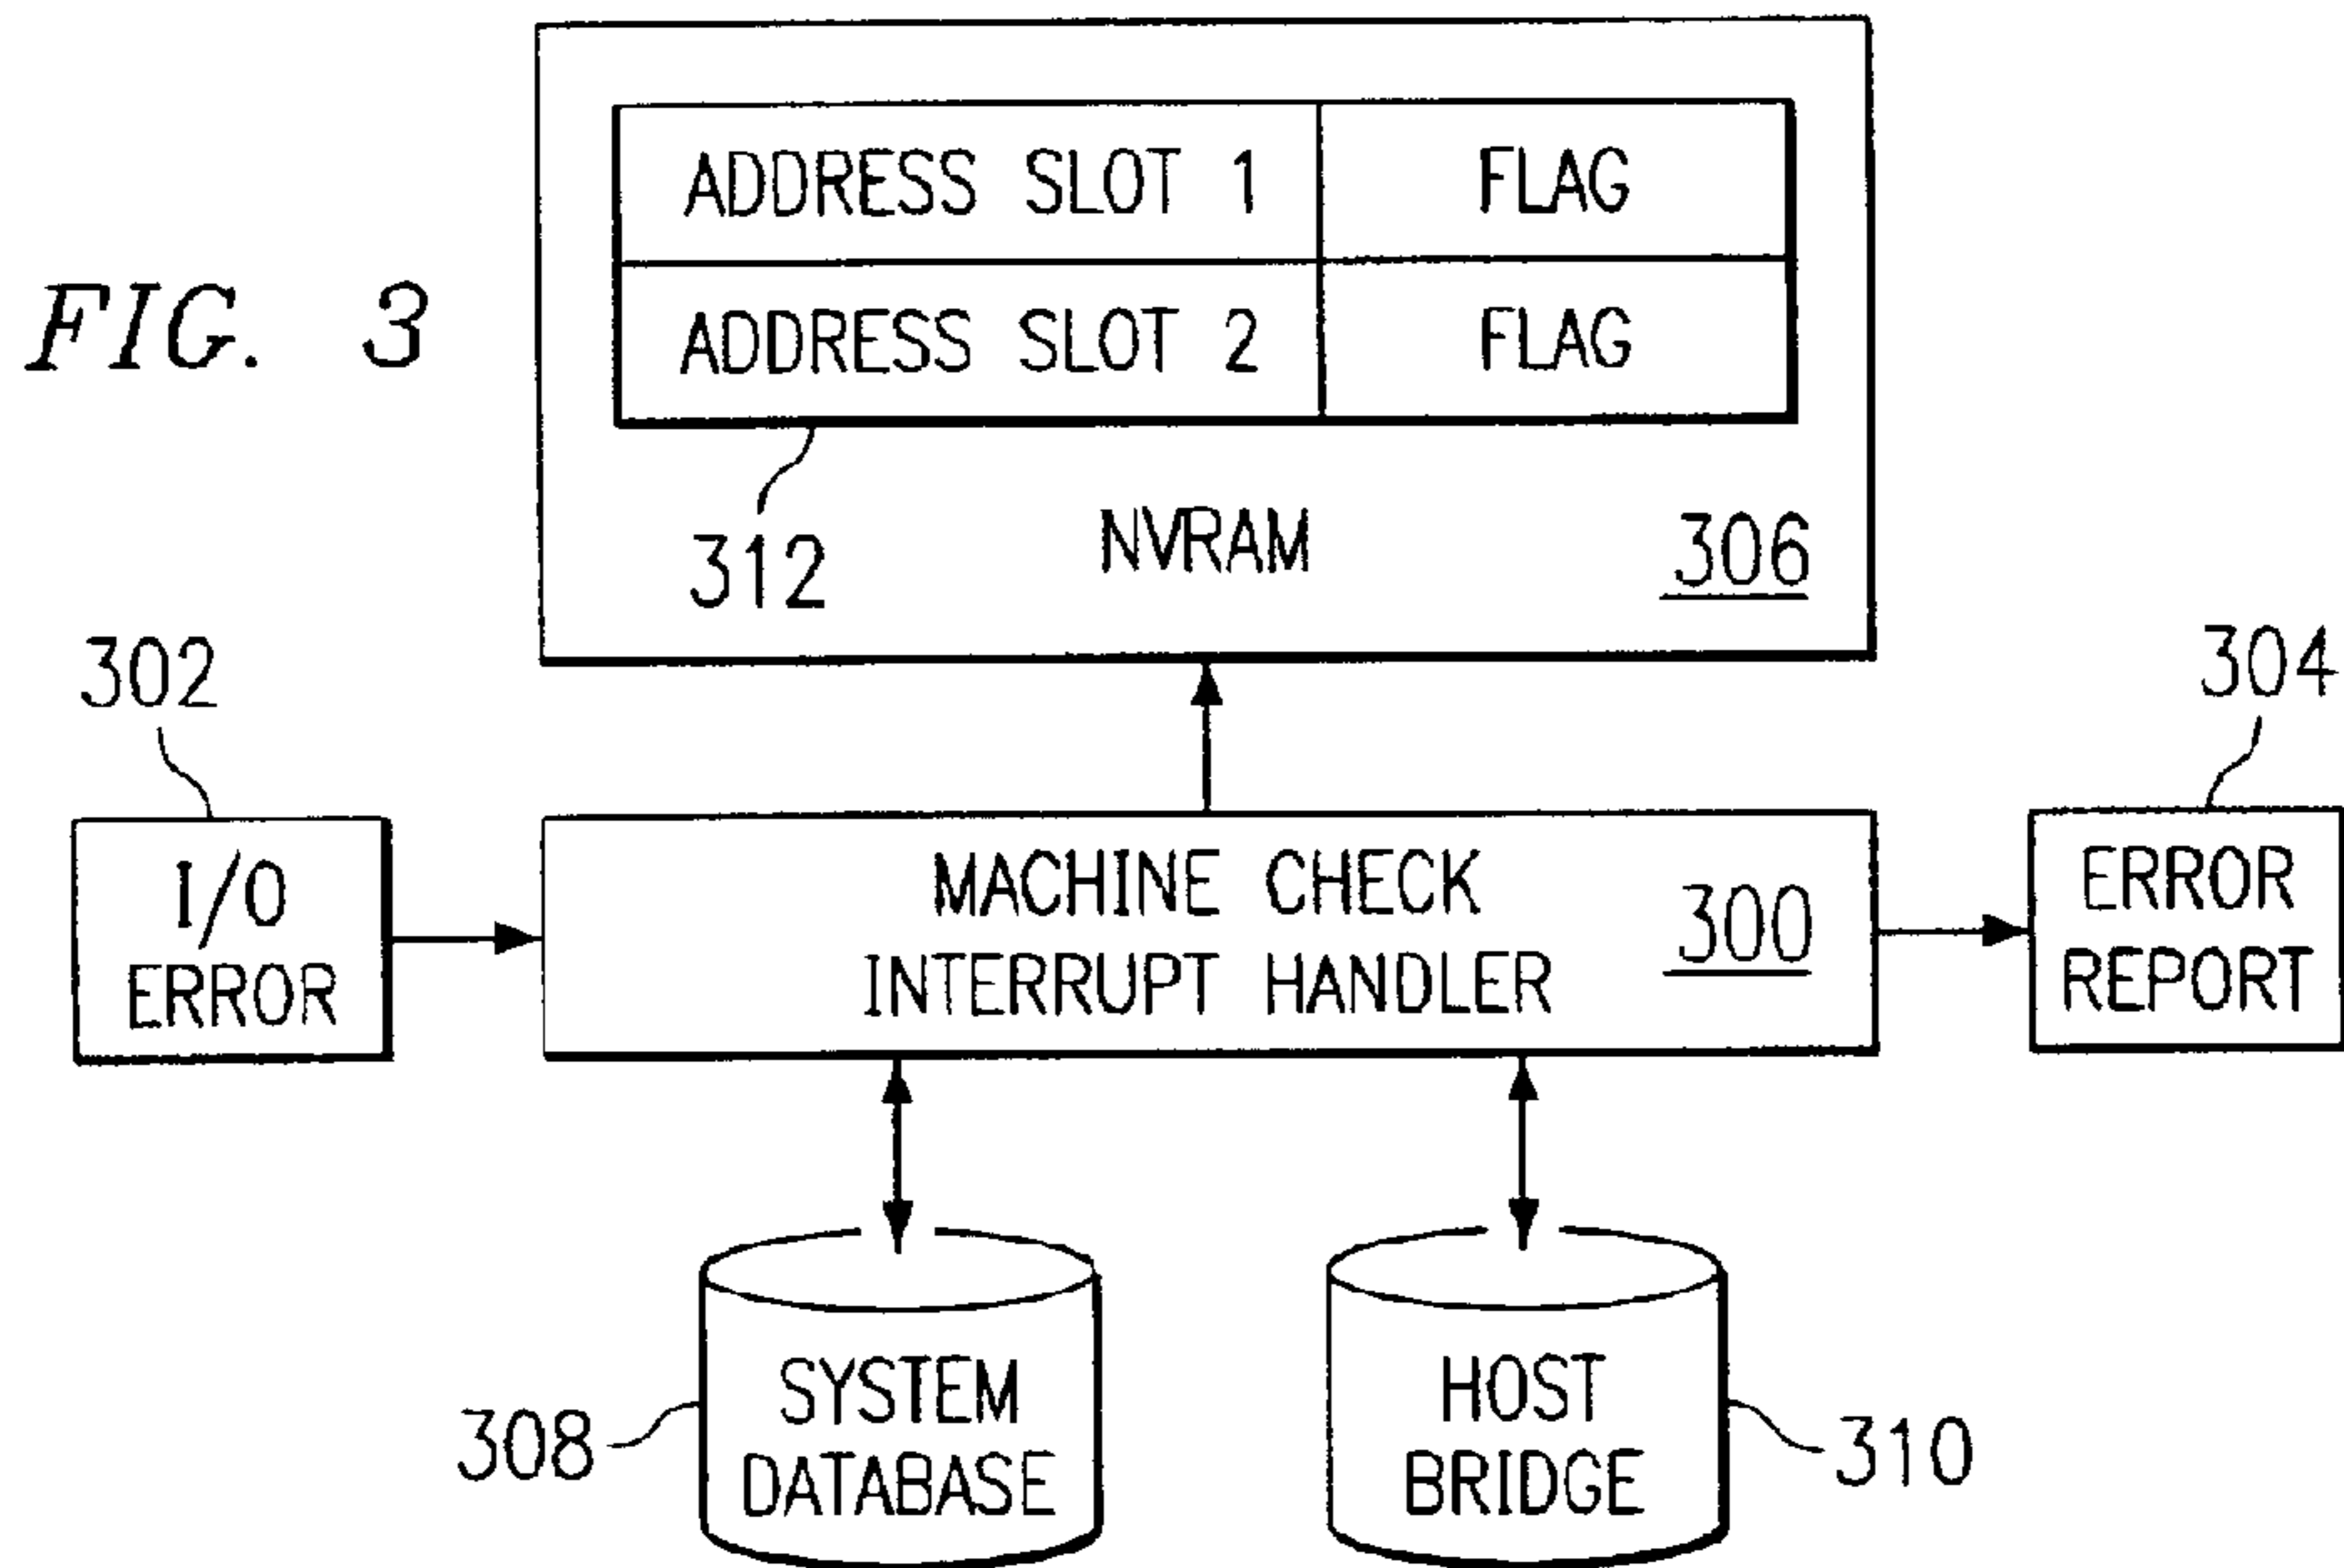 FIG. 3
ADDRESS SLOT 1 FLAG
ADDRESS SLOT 2 FLAG
312
NVRAM
306
302
304
I/O
ERROR
MACHINE CHECK
INTERRUPT HANDLER
300
ERROR
REPORT
308
SYSTEM
DATABASE
HOST
BRIDGE
310